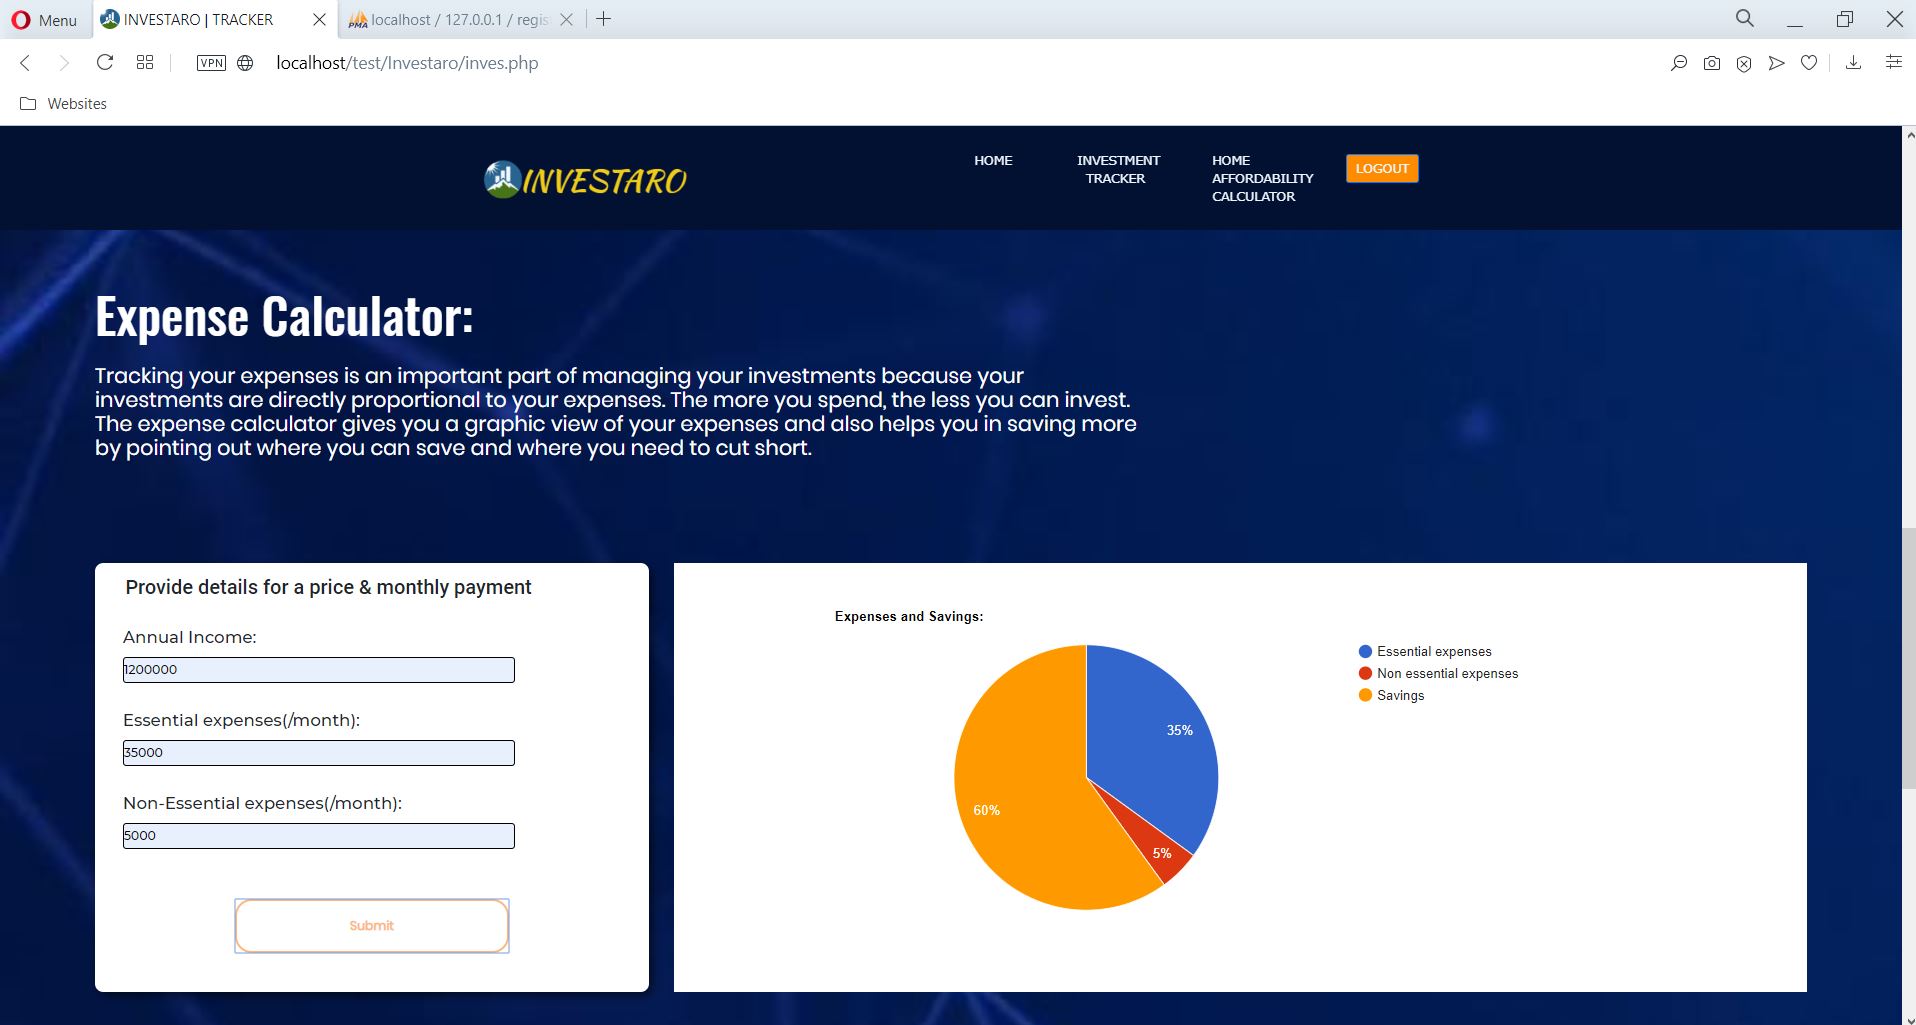 Menu
INVESTARO | TRACKER
localhost / 127.0.0.1 / regis
VPN
localhost/test/Investaro/inves.php
Websites
INVESTARO
HOME
INVESTMENT
TRACKER
HOME
AFFORDABILITY
CALCULATOR
LOGOUT
Expense Calculator:
Tracking your expenses is an important part of managing your investments because your
investments are directly proportional to your expenses. The more you spend, the less you can invest.
The expense calculator gives you a graphic view of your expenses and also helps you in saving more
by pointing out where you can save and where you need to cut short.
Provide details for a price & monthly payment
Annual Income:
1200000
Essential expenses(/month):
35000
Non-Essential expenses(/month):
5000
Submit
Expenses and Savings:
35%
60%
5%
Essential expenses
Non essential expenses
Savings